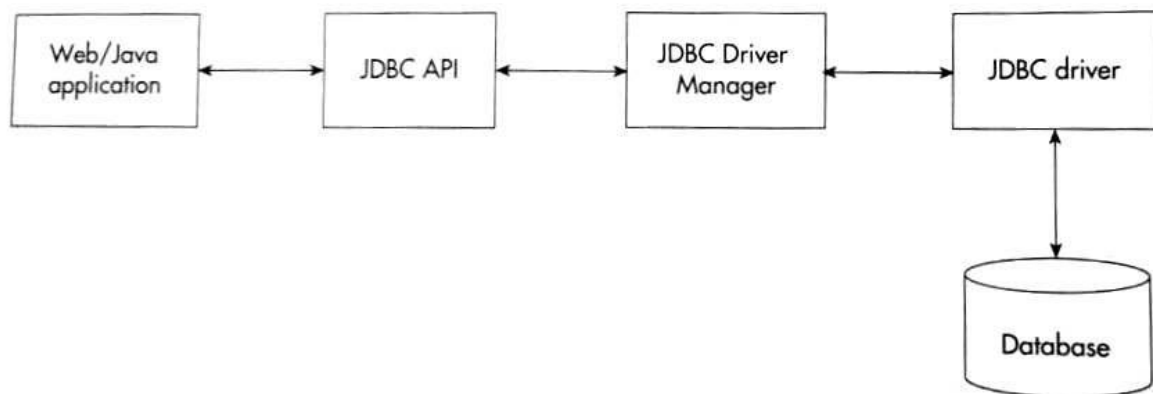 Web/Java
application
JDBC API
JDBC Driver
Manager
JDBC driver
Database